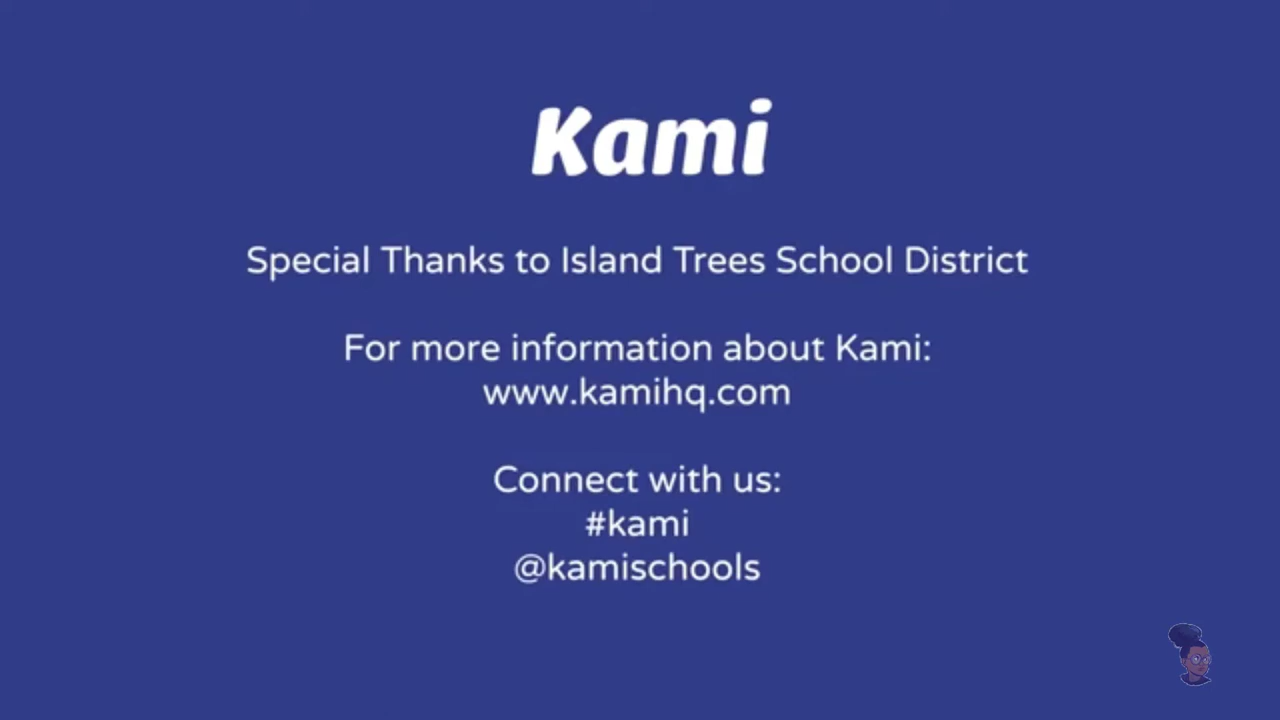 Kami
Special Thanks to Island Trees School District
For more information about Kami:
www.kamihq.com
Connect with us:
#kami
@kamischools